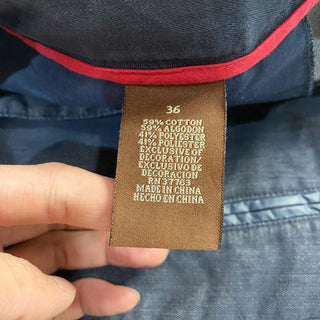 36
59% COTTON
59% ALGODON
41% POLYESTER
41% POLIESTER
EXCLUSIVE OF
DECORATION/
EXCLUSIVO DE
DECORACION
RN 37763
MADE IN CHINA
HECHO EN CHINA